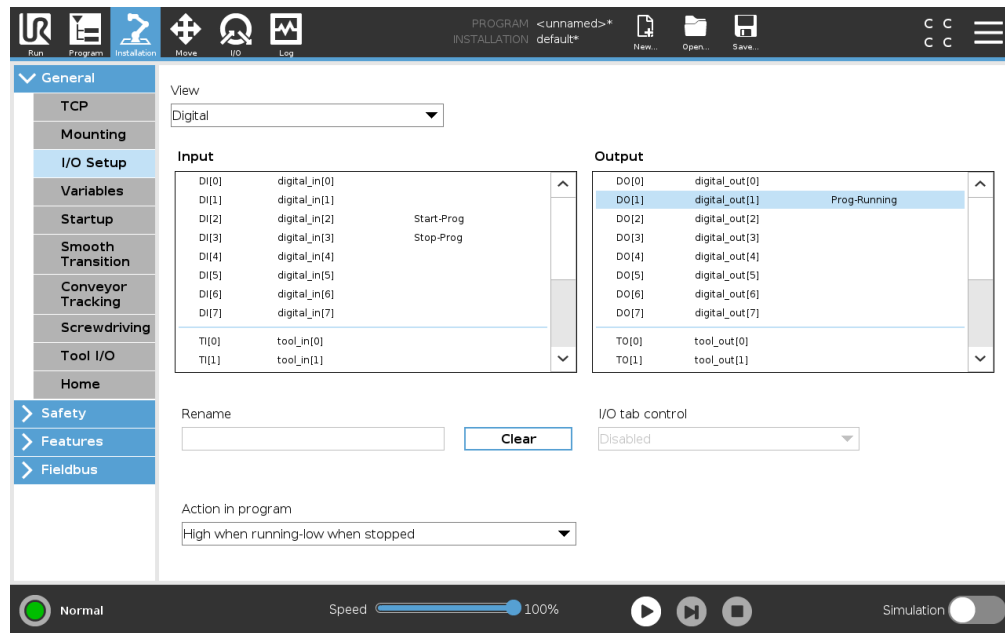 PROGRAM <unnamed>*
INSTALLATION default*
Run
Program
Installation
Move
I/O
Log
New...
Open...
Save...
C C
C C
General
TCP
Mounting
I/O Setup
Variables
Startup
Smooth
Transition
Conveyor
Tracking
Screwdriving
Tool I/O
Home
Safety
Features
Fieldbus
View
Digital
Input
DI[0] digital_in[0]
DI[1] digital_in[1]
DI[2] digital_in[2] Start-Prog
DI[3] digital_in[3] Stop-Prog
DI[4] digital_in[4]
DI[5] digital_in[5]
DI[6] digital_in[6]
DI[7] digital_in[7]
TI[0] tool_in[0]
TI[1] tool_in[1]
Output
DO[0] digital_out[0]
DO[1] digital_out[1] Prog-Running
DO[2] digital_out[2]
DO[3] digital_out[3]
DO[4] digital_out[4]
DO[5] digital_out[5]
DO[6] digital_out[6]
DO[7] digital_out[7]
TO[0] tool_out[0]
TO[1] tool_out[1]
Rename
Clear
I/O tab control
Disabled
Action in program
High when running-low when stopped
Normal
Speed 100%
Simulation